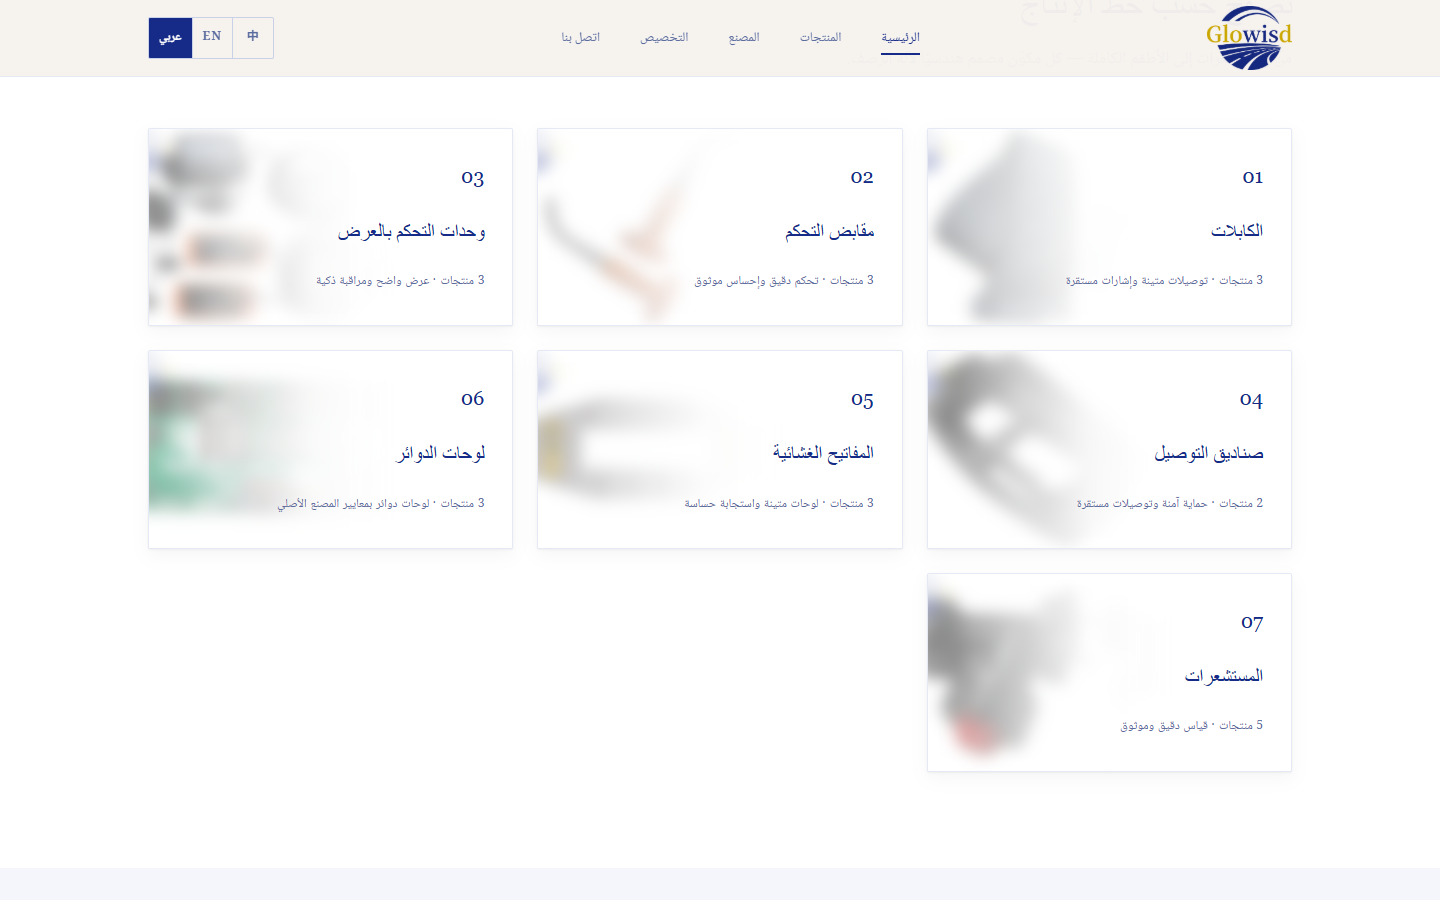 Glowisd
الرئيسية
المنتجات
المصنع
التخصيص
اتصل بنا
中
EN
عربي
01
الكابلات
3 منتجات · توصيلات متينة وإشارات مستقرة
02
مقابض التحكم
3 منتجات · تحكم دقيق وإحساس موثوق
03
وحدات التحكم بالعرض
3 منتجات · عرض واضح ومراقبة ذكية
04
صناديق التوصيل
2 منتجات · حماية آمنة وتوصيلات مستقرة
05
المفاتيح الغشائية
3 منتجات · لوحات متينة واستجابة حساسة
06
لوحات الدوائر
3 منتجات · لوحات دوائر بمعايير المصنع الأصلي
07
المستشعرات
5 منتجات · قياس دقيق وموثوق